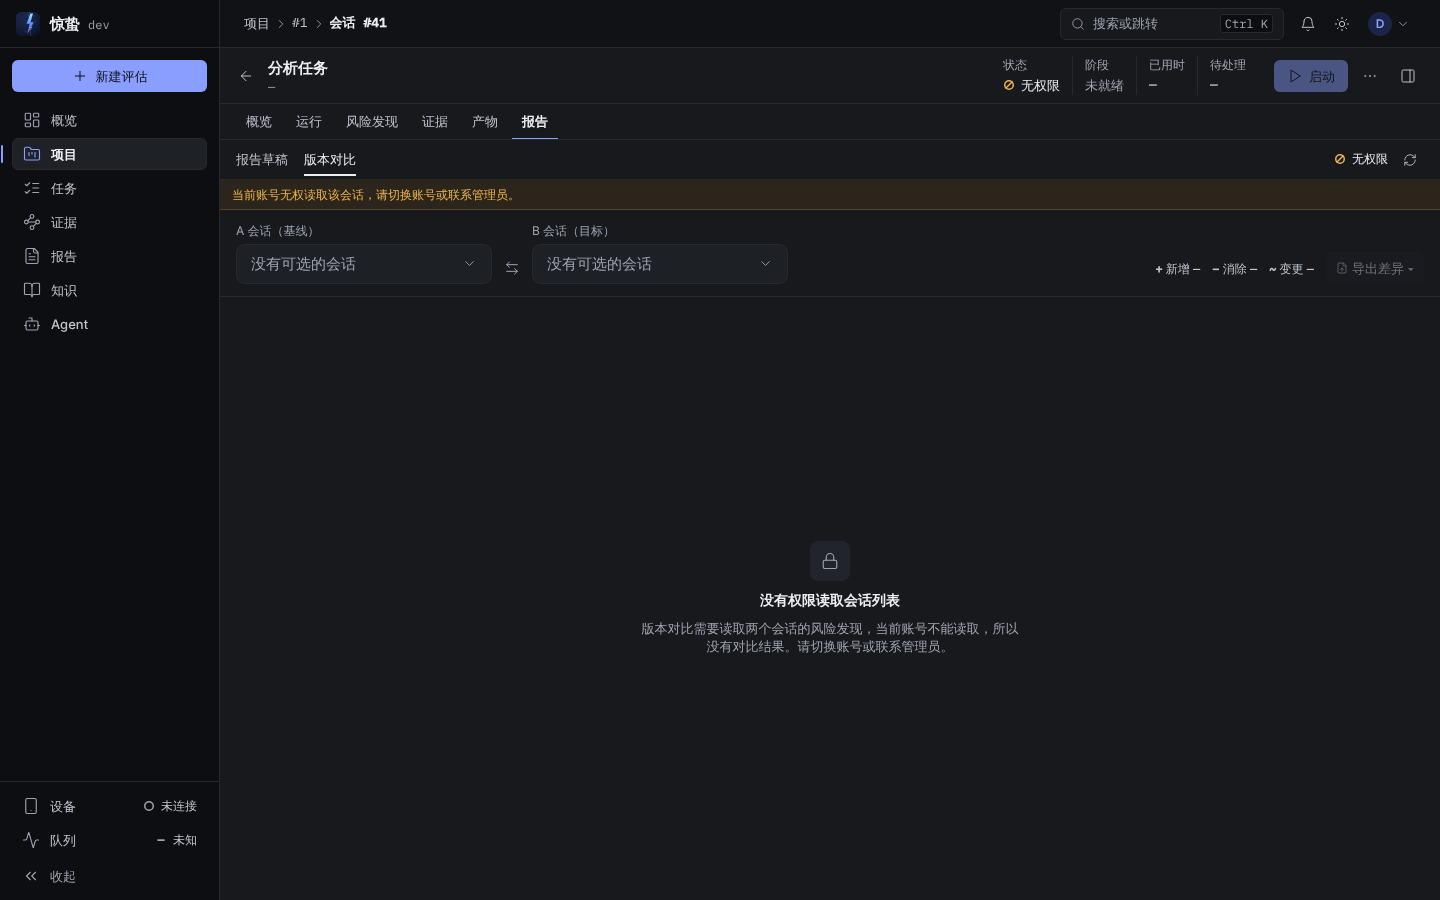 惊蛰 dev
项目 > #1 > 会话 #41
搜索或跳转 Ctrl K
D
新建评估
概览
项目
任务
证据
报告
知识
Agent
设备 未连接
队列 – 未知
收起
分析任务
–
状态 无权限
阶段 未就绪
已用时 –
待处理 –
启动
概览 运行 风险发现 证据 产物 报告
报告草稿 版本对比
无权限
当前账号无权读取该会话，请切换账号或联系管理员。
A 会话（基线）
没有可选的会话
B 会话（目标）
没有可选的会话
+ 新增 – − 消除 – ~ 变更 –
导出差异
没有权限读取会话列表
版本对比需要读取两个会话的风险发现，当前账号不能读取，所以
没有对比结果。请切换账号或联系管理员。